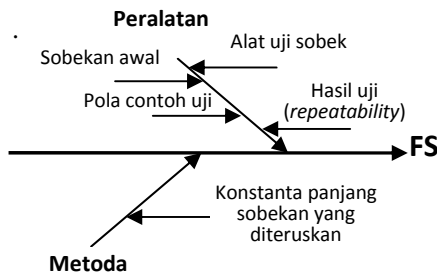 Peralatan
.
Alat uji sobek
Sobekan awal
Hasil uji
Pola contoh uji
(repeatability)
FS
Konstanta panjang
sobekan yang
diteruskan
Metoda